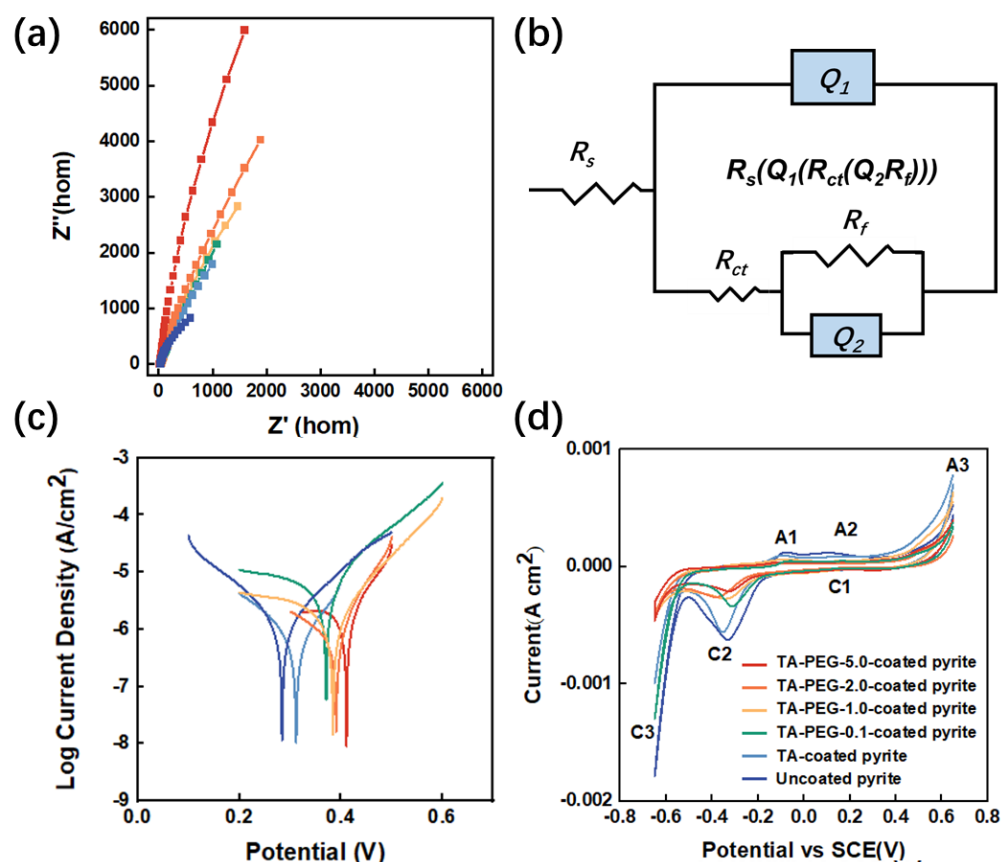 (a)
6000
5000
4000
3000
2000
1000
0
Z''(hom)
0 1000 2000 3000 4000 5000 6000
Z' (hom)
(b)
Q1
Rs
Rs(Q1(Rct(Q2Rf)))
Rf
Rct
Q2
(c)
-3
-4
-5
-6
-7
-8
-9
Log Current Density (A/cm²)
0.0 0.2 0.4 0.6
Potential (V)
(d)
0.001
0.000
-0.001
-0.002
Current(A cm²)
A3
A1
A2
C1
C2
C3
TA-PEG-5.0-coated pyrite
TA-PEG-2.0-coated pyrite
TA-PEG-1.0-coated pyrite
TA-PEG-0.1-coated pyrite
TA-coated pyrite
Uncoated pyrite
-0.8 -0.6 -0.4 -0.2 0.0 0.2 0.4 0.6 0.8
Potential vs SCE(V)